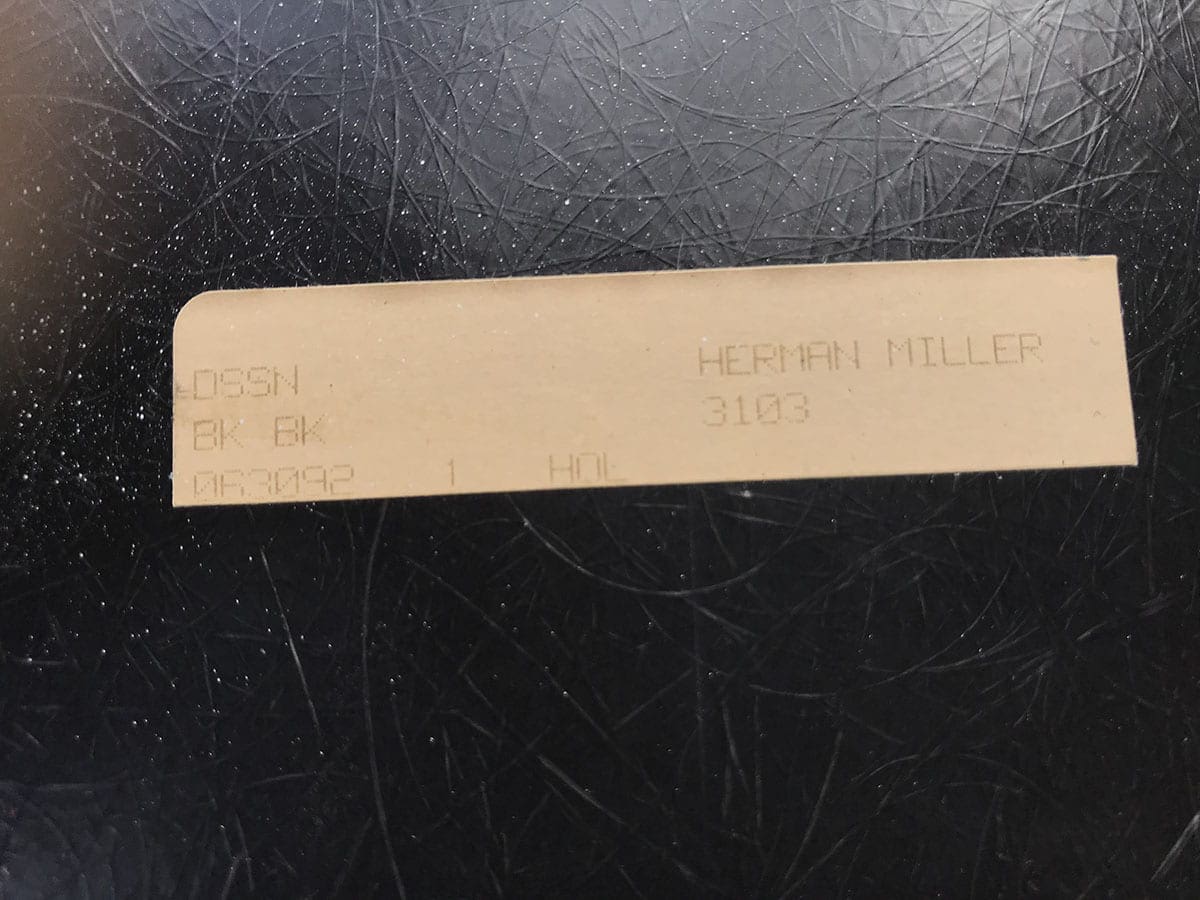 DSSN
BK BK
063092 1 HOL
HERMAN MILLER
3103